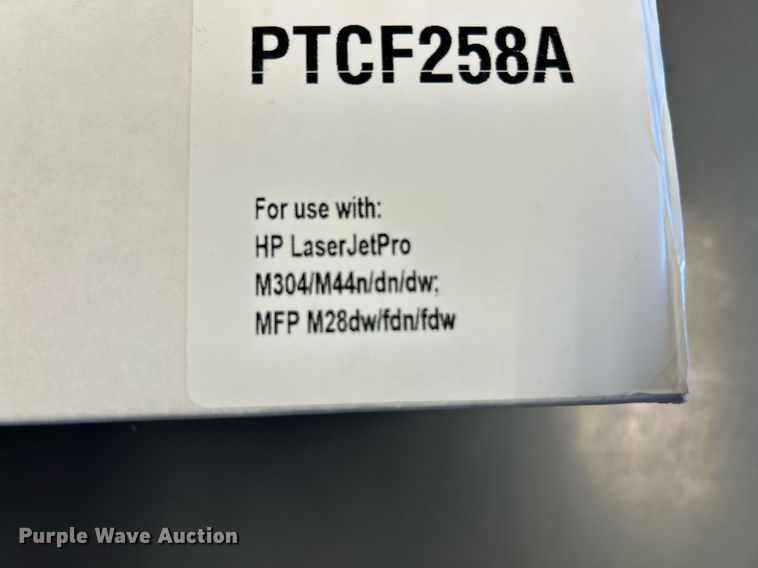 PTCF258A
For use with:
HP LaserJetPro
M304/M44n/dn/dw;
MFP M28dw/fdn/fdw
Purple Wave Auction